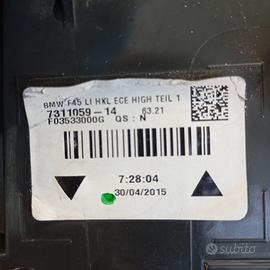 BMW F45 LI HKL ECE HIGH TEIL 1
7311059-14 63.21
F03533000G QS: N
7:28:04
30/04/2015
subito